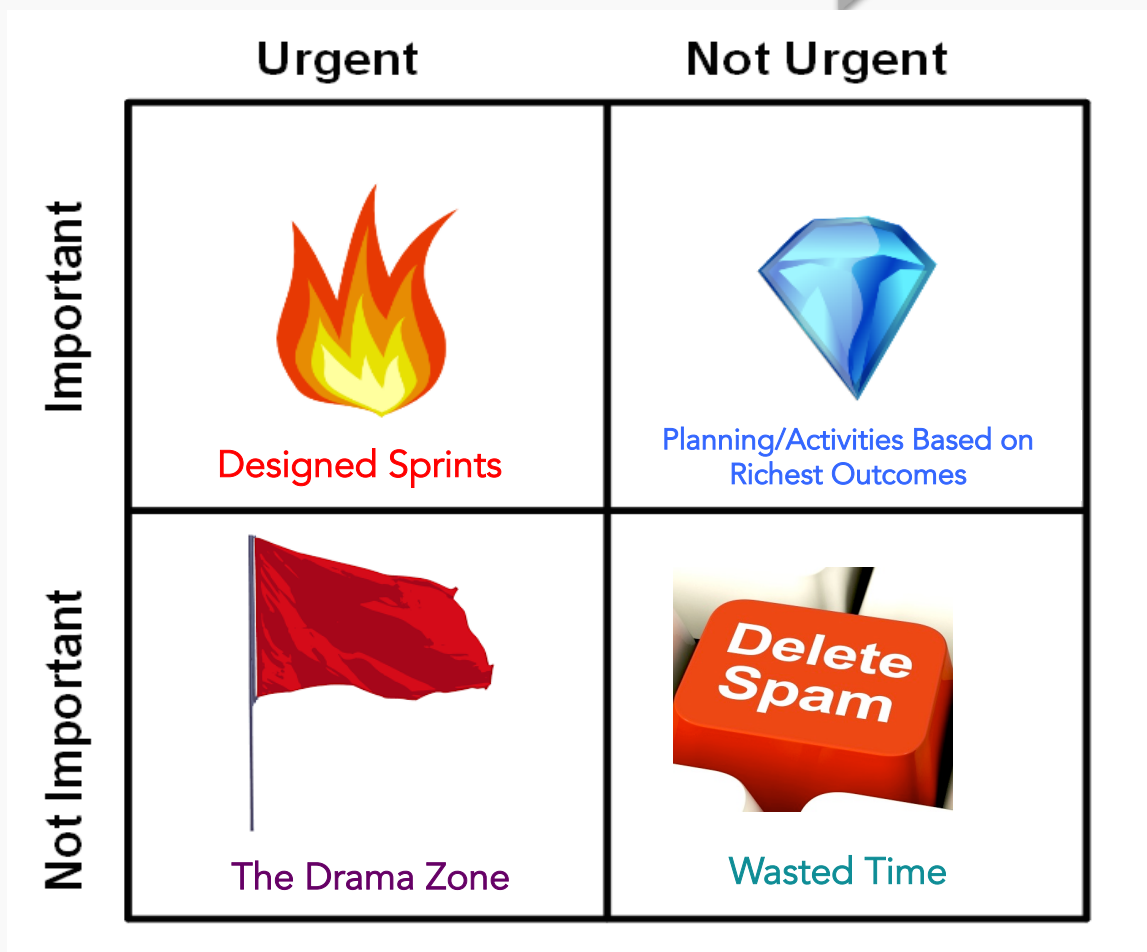 Urgent
Not Urgent
Important
Designed Sprints
Planning/Activities Based on
Richest Outcomes
Not Important
The Drama Zone
Delete
Spam
Wasted Time